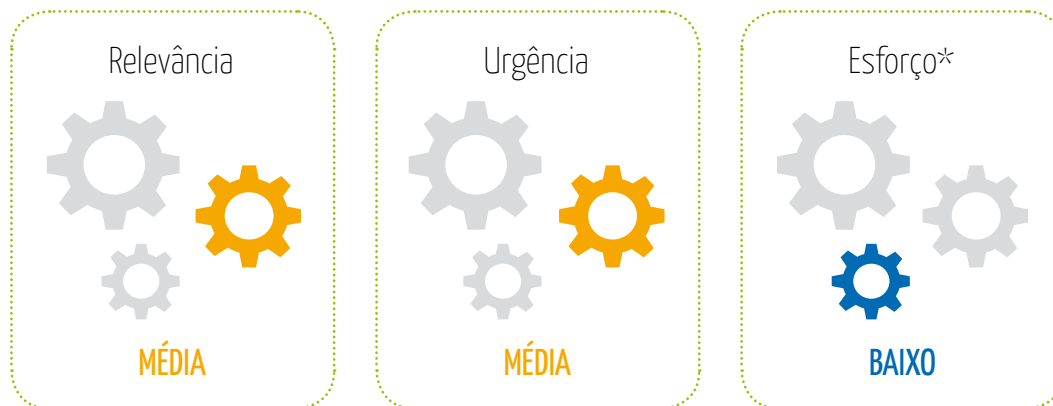 Relevância
MÉDIA
Urgência
MÉDIA
Esforço*
BAIXO